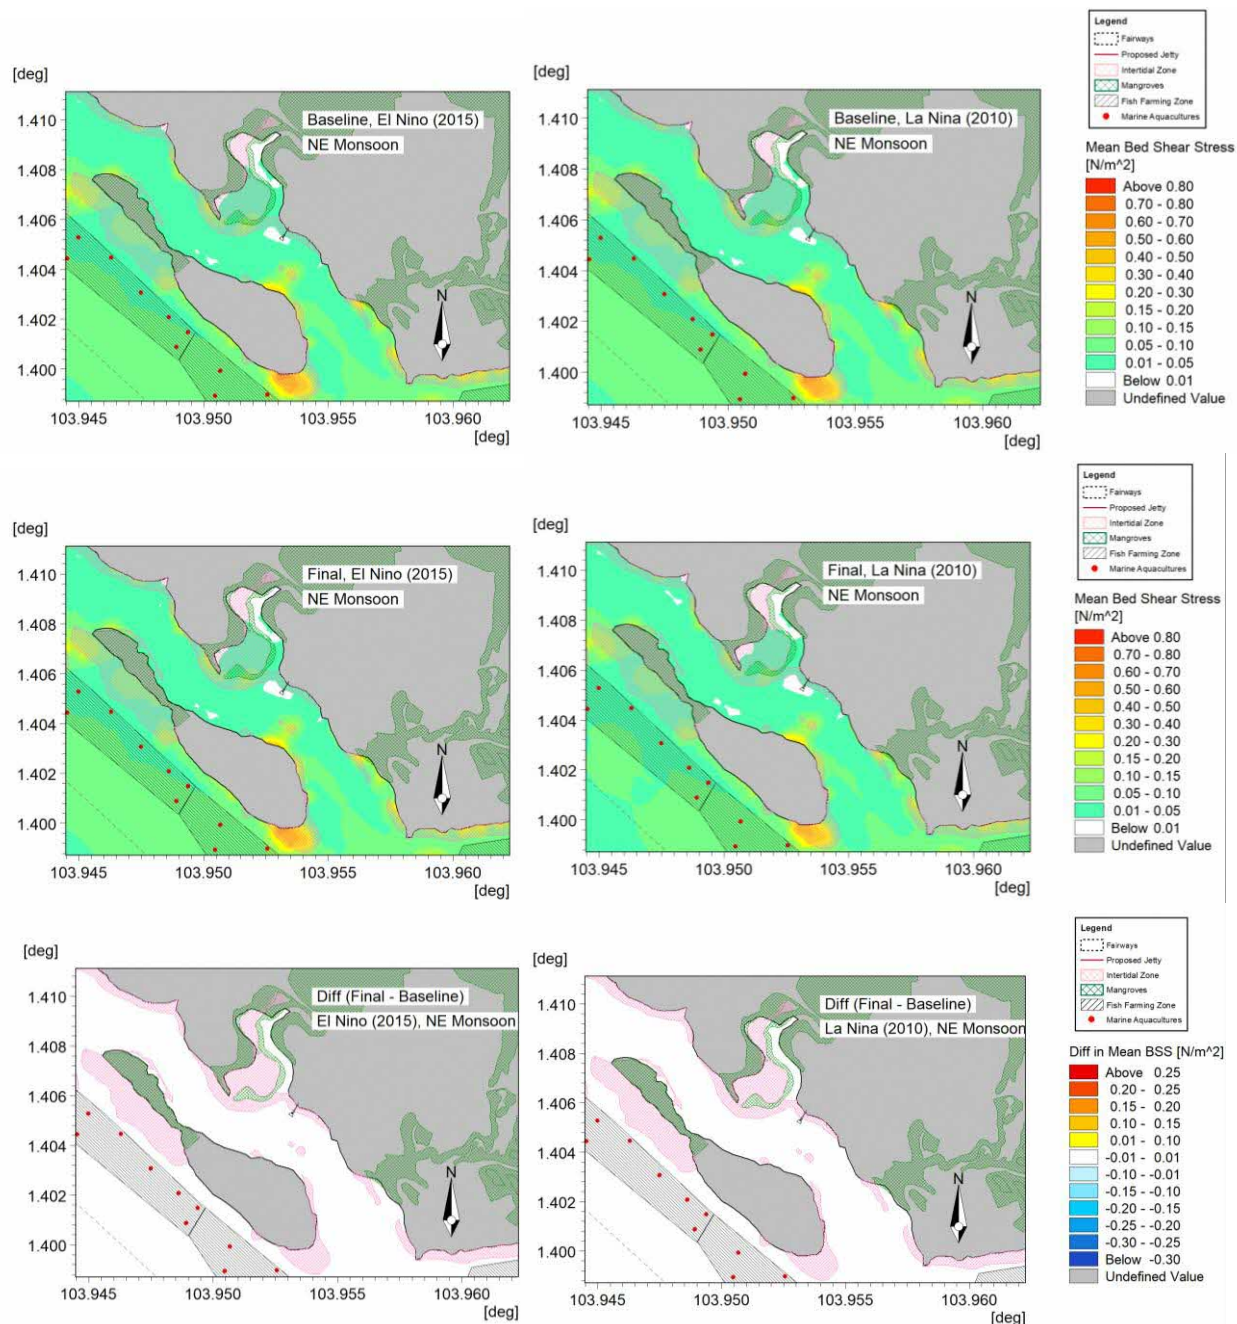 [deg]
1.410
1.408
1.406
1.404
1.402
1.400
Baseline, El Nino (2015)
NE Monsoon
N
103.945 103.950 103.955 103.960
[deg]
[deg]
1.410
1.408
1.406
1.404
1.402
1.400
Baseline, La Nina (2010)
NE Monsoon
N
103.945 103.950 103.955 103.960
[deg]
Legend
Fairways
Proposed Jetty
Intertidal Zone
Mangroves
Fish Farming Zone
Marine Aquacultures
Mean Bed Shear Stress
[N/m^2]
Above 0.80
0.70 - 0.80
0.60 - 0.70
0.50 - 0.60
0.40 - 0.50
0.30 - 0.40
0.20 - 0.30
0.15 - 0.20
0.10 - 0.15
0.05 - 0.10
0.01 - 0.05
Below 0.01
Undefined Value
[deg]
1.410
1.408
1.406
1.404
1.402
1.400
Final, El Nino (2015)
NE Monsoon
N
103.945 103.950 103.955 103.960
[deg]
[deg]
1.410
1.408
1.406
1.404
1.402
1.400
Final, La Nina (2010)
NE Monsoon
N
103.945 103.950 103.955 103.960
[deg]
Legend
Fairways
Proposed Jetty
Intertidal Zone
Mangroves
Fish Farming Zone
Marine Aquacultures
Mean Bed Shear Stress
[N/m^2]
Above 0.80
0.70 - 0.80
0.60 - 0.70
0.50 - 0.60
0.40 - 0.50
0.30 - 0.40
0.20 - 0.30
0.15 - 0.20
0.10 - 0.15
0.05 - 0.10
0.01 - 0.05
Below 0.01
Undefined Value
[deg]
1.410
1.408
1.406
1.404
1.402
1.400
Diff (Final - Baseline)
El Nino (2015), NE Monsoon
N
103.945 103.950 103.955 103.960
[deg]
[deg]
1.410
1.408
1.406
1.404
1.402
1.400
Diff (Final - Baseline)
La Nina (2010), NE Monsoon
N
103.945 103.950 103.955 103.960
[deg]
Legend
Fairways
Proposed Jetty
Intertidal Zone
Mangroves
Fish Farming Zone
Marine Aquacultures
Diff in Mean BSS [N/m^2]
Above 0.25
0.20 - 0.25
0.15 - 0.20
0.10 - 0.15
0.01 - 0.10
-0.01 - 0.01
-0.10 - -0.01
-0.15 - -0.10
-0.20 - -0.15
-0.25 - -0.20
-0.30 - -0.25
Below -0.30
Undefined Value